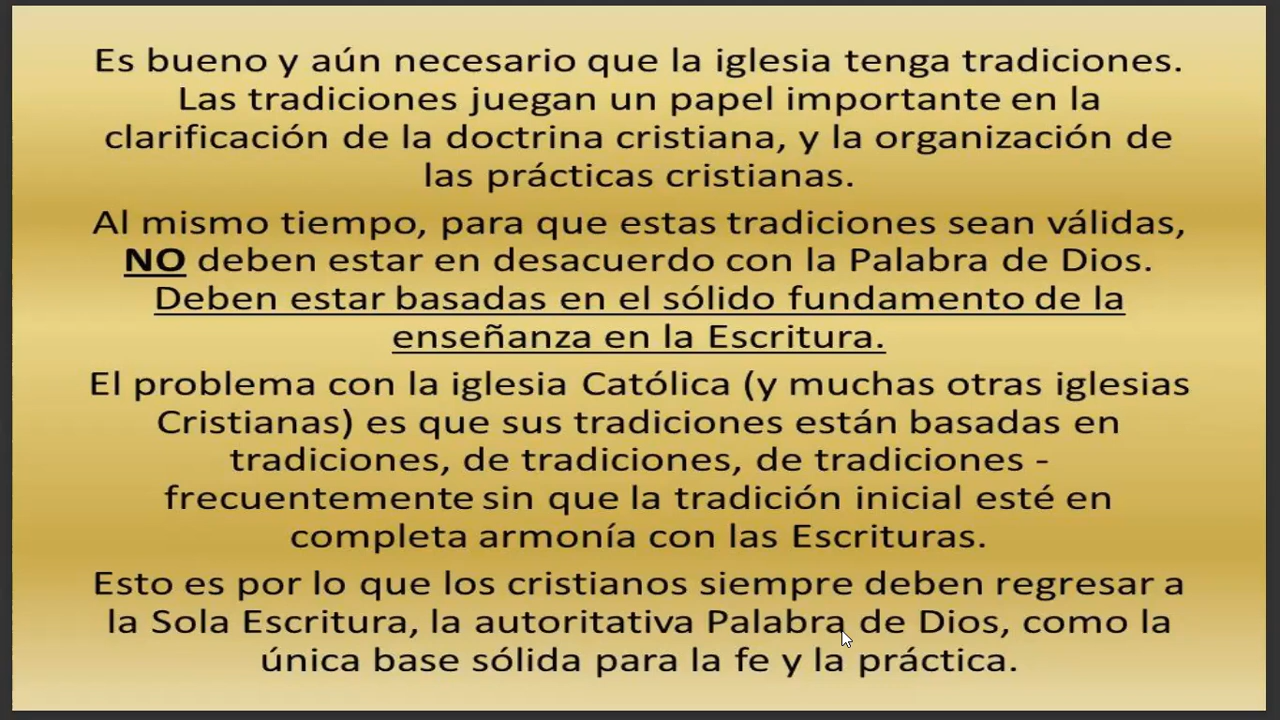 Es bueno y aún necesario que la iglesia tenga tradiciones.
Las tradiciones juegan un papel importante en la
clarificación de la doctrina cristiana, y la organización de
las prácticas cristianas.
Al mismo tiempo, para que estas tradiciones sean válidas,
NO deben estar en desacuerdo con la Palabra de Dios.
Deben estar basadas en el sólido fundamento de la
enseñanza en la Escritura.
El problema con la iglesia Católica (y muchas otras iglesias
Cristianas) es que sus tradiciones están basadas en
tradiciones, de tradiciones, de tradiciones -
frecuentemente sin que la tradición inicial esté en
completa armonía con las Escrituras.
Esto es por lo que los cristianos siempre deben regresar a
la Sola Escritura, la autoritativa Palabra de Dios, como la
única base sólida para la fe y la práctica.